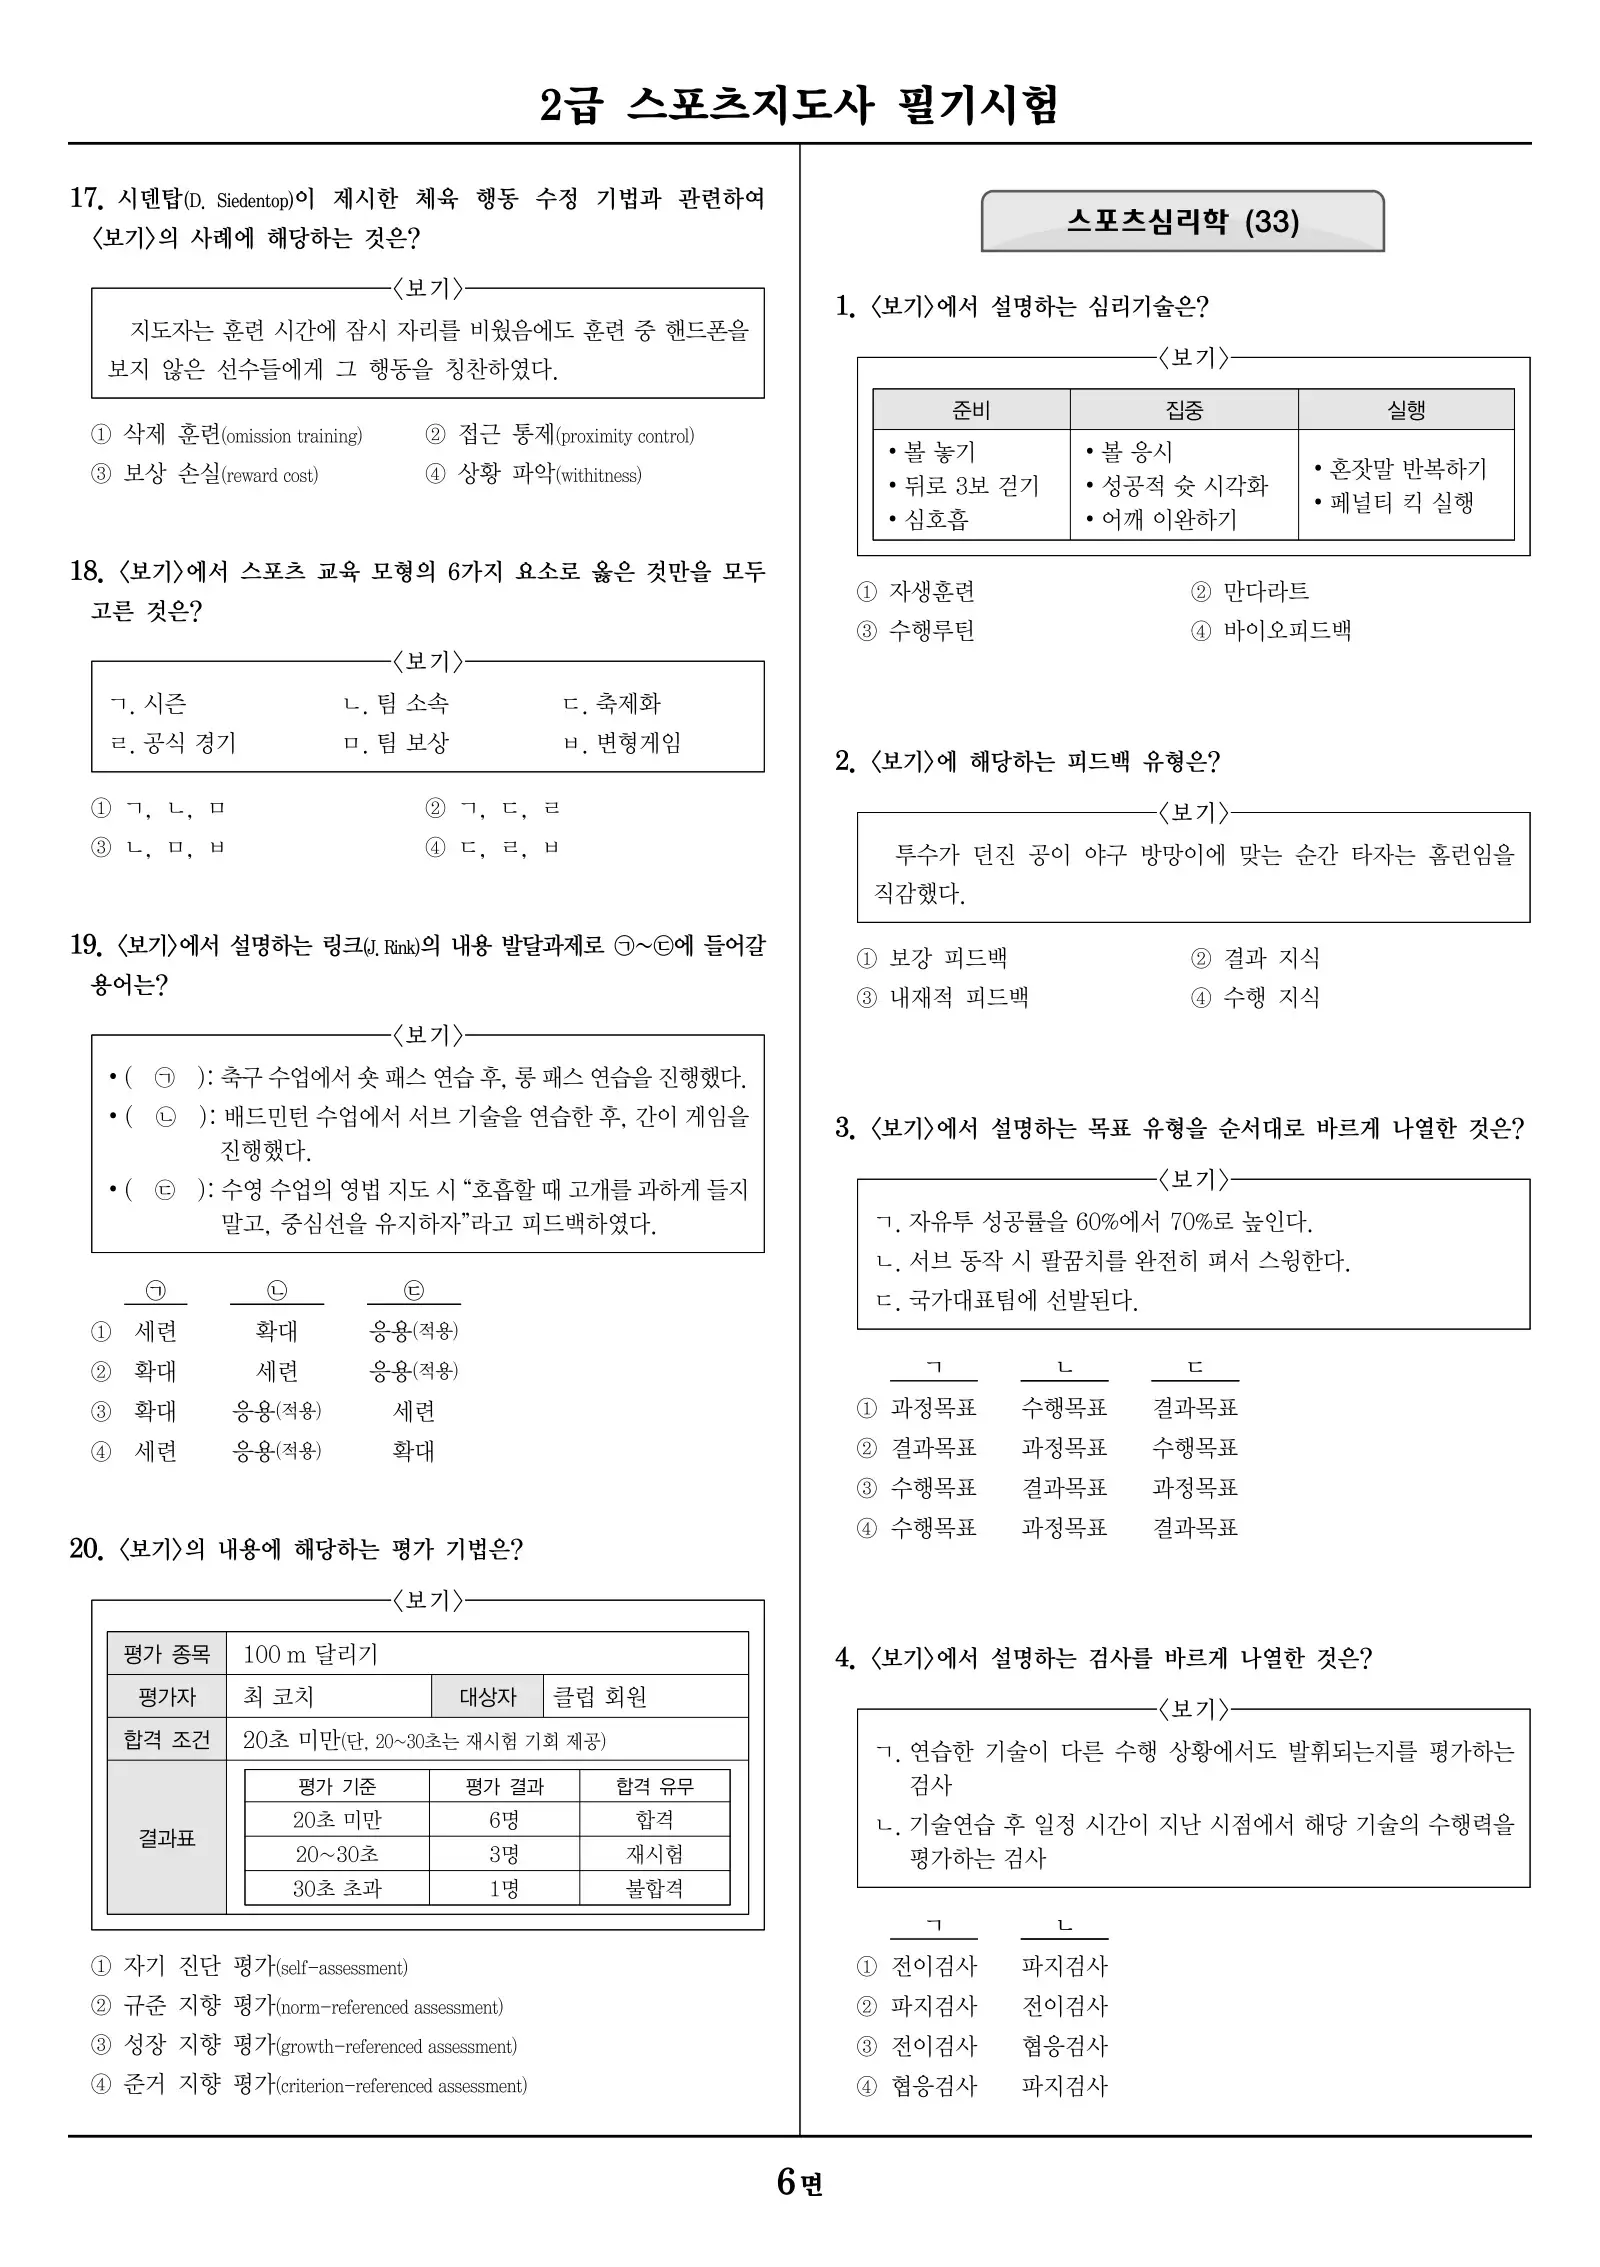 2급 스포츠지도사 필기시험
17. 시덴탑(D. Siedentop)이 제시한 체육 행동 수정 기법과 관련하여
〈보기〉의 사례에 해당하는 것은?
〈보기〉
지도자는 훈련 시간에 잠시 자리를 비웠음에도 훈련 중 핸드폰을
보지 않은 선수들에게 그 행동을 칭찬하였다.
① 삭제 훈련(omission training) ② 접근 통제(proximity control)
③ 보상 손실(reward cost) ④ 상황 파악(withitness)
18. 〈보기〉에서 스포츠 교육 모형의 6가지 요소로 옳은 것만을 모두
고른 것은?
〈보기〉
ㄱ. 시즌 ㄴ. 팀 소속 ㄷ. 축제화
ㄹ. 공식 경기 ㅁ. 팀 보상 ㅂ. 변형게임
① ㄱ, ㄴ, ㅁ ② ㄱ, ㄷ, ㄹ
③ ㄴ, ㅁ, ㅂ ④ ㄷ, ㄹ, ㅂ
19. 〈보기〉에서 설명하는 링크(J. Rink)의 내용 발달과제로 ㉠~㉢에 들어갈
용어는?
〈보기〉
• ( ㉠ ): 축구 수업에서 숏 패스 연습 후, 롱 패스 연습을 진행했다.
• ( ㉡ ): 배드민턴 수업에서 서브 기술을 연습한 후, 간이 게임을
진행했다.
• ( ㉢ ): 수영 수업의 영법 지도 시 “호흡할 때 고개를 과하게 들지
말고, 중심선을 유지하자”라고 피드백하였다.
㉠ ㉡ ㉢
① 세련 확대 응용(적용)
② 확대 세련 응용(적용)
③ 확대 응용(적용) 세련
④ 세련 응용(적용) 확대
20. 〈보기〉의 내용에 해당하는 평가 기법은?
〈보기〉
평가 종목 100 m 달리기
평가자 최 코치 대상자 클럽 회원
합격 조건 20초 미만(단, 20~30초는 재시험 기회 제공)
결과표
평가 기준 평가 결과 합격 유무
20초 미만 6명 합격
20~30초 3명 재시험
30초 초과 1명 불합격
① 자기 진단 평가(self-assessment)
② 규준 지향 평가(norm-referenced assessment)
③ 성장 지향 평가(growth-referenced assessment)
④ 준거 지향 평가(criterion-referenced assessment)
스포츠심리학 (33)
1. 〈보기〉에서 설명하는 심리기술은?
〈보기〉
준비 집중 실행
• 볼 놓기 • 볼 응시 • 혼잣말 반복하기
• 뒤로 3보 걷기 • 성공적 슛 시각화 • 페널티 킥 실행
• 심호흡 • 어깨 이완하기
① 자생훈련 ② 만다라트
③ 수행루틴 ④ 바이오피드백
2. 〈보기〉에 해당하는 피드백 유형은?
〈보기〉
투수가 던진 공이 야구 방망이에 맞는 순간 타자는 홈런임을
직감했다.
① 보강 피드백 ② 결과 지식
③ 내재적 피드백 ④ 수행 지식
3. 〈보기〉에서 설명하는 목표 유형을 순서대로 바르게 나열한 것은?
〈보기〉
ㄱ. 자유투 성공률을 60%에서 70%로 높인다.
ㄴ. 서브 동작 시 팔꿈치를 완전히 펴서 스윙한다.
ㄷ. 국가대표팀에 선발된다.
ㄱ ㄴ ㄷ
① 과정목표 수행목표 결과목표
② 결과목표 과정목표 수행목표
③ 수행목표 결과목표 과정목표
④ 수행목표 과정목표 결과목표
4. 〈보기〉에서 설명하는 검사를 바르게 나열한 것은?
〈보기〉
ㄱ. 연습한 기술이 다른 수행 상황에서도 발휘되는지를 평가하는
검사
ㄴ. 기술연습 후 일정 시간이 지난 시점에서 해당 기술의 수행력을
평가하는 검사
ㄱ ㄴ
① 전이검사 파지검사
② 파지검사 전이검사
③ 전이검사 협응검사
④ 협응검사 파지검사
6면